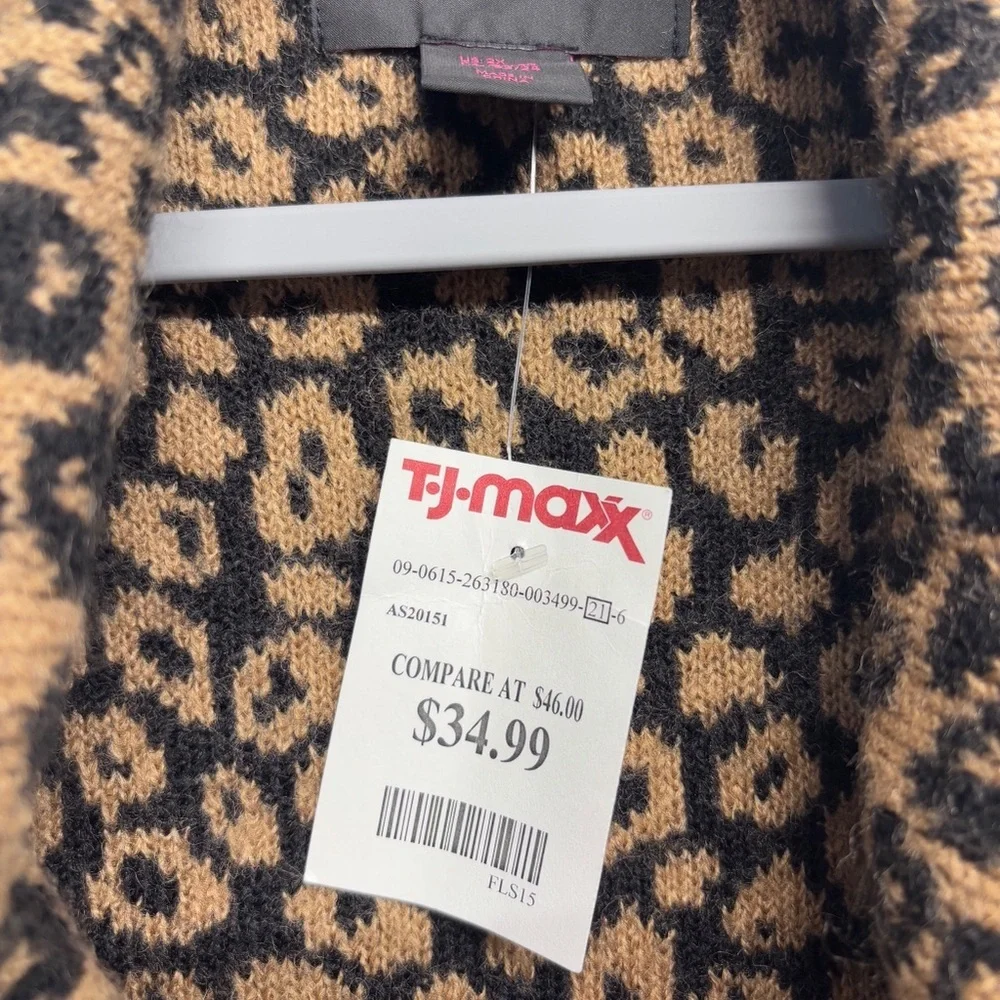 T·J·maxx®
09-0615-263180-003499-21-6
AS20151
COMPARE AT $46.00
$34.99
FLS15